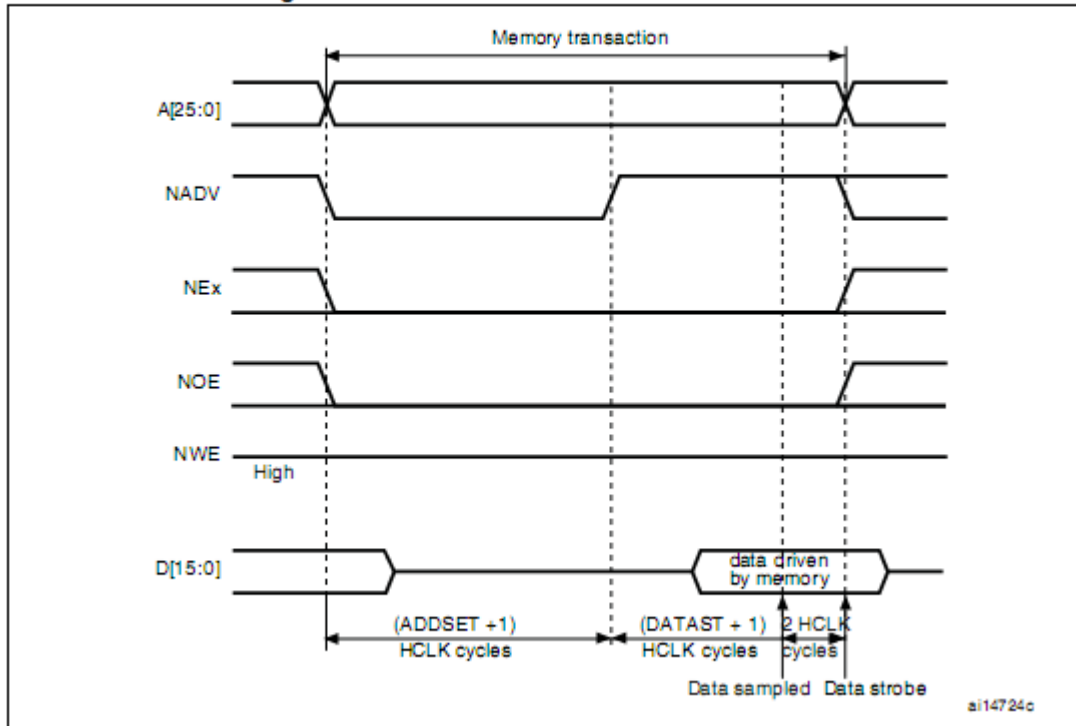 Memory transaction
A[25:0]
NADV
NEx
NOE
NWE
High
D[15:0]
data driven
by memory
(ADDSET +1) (DATAST + 1) 2 HCLK
HCLK cycles HCLK cycles cycles
Data sampled Data strobe
ai14724c